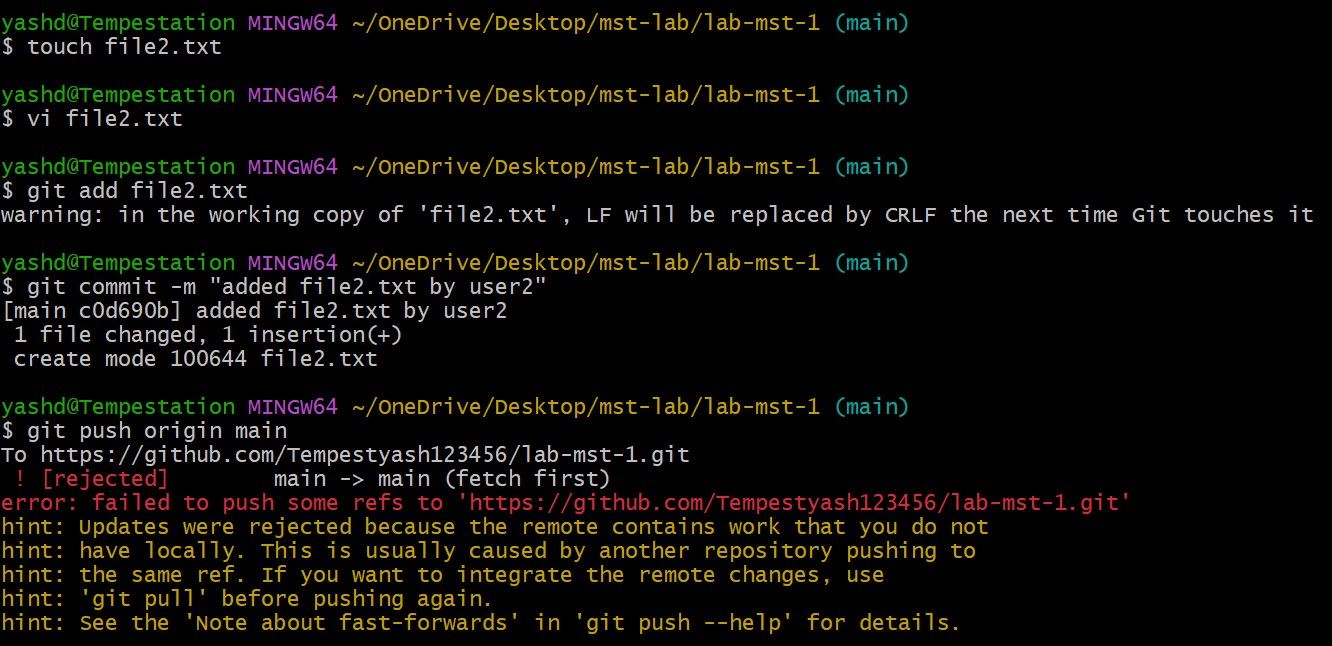 yashd@Tempestation MINGW64 ~/OneDrive/Desktop/mst-lab/lab-mst-1 (main)
$ touch file2.txt

yashd@Tempestation MINGW64 ~/OneDrive/Desktop/mst-lab/lab-mst-1 (main)
$ vi file2.txt

yashd@Tempestation MINGW64 ~/OneDrive/Desktop/mst-lab/lab-mst-1 (main)
$ git add file2.txt
warning: in the working copy of 'file2.txt', LF will be replaced by CRLF the next time Git touches it

yashd@Tempestation MINGW64 ~/OneDrive/Desktop/mst-lab/lab-mst-1 (main)
$ git commit -m "added file2.txt by user2"
[main c0d690b] added file2.txt by user2
 1 file changed, 1 insertion(+)
 create mode 100644 file2.txt

yashd@Tempestation MINGW64 ~/OneDrive/Desktop/mst-lab/lab-mst-1 (main)
$ git push origin main
To https://github.com/Tempestyash123456/lab-mst-1.git
 ! [rejected]        main -> main (fetch first)
error: failed to push some refs to 'https://github.com/Tempestyash123456/lab-mst-1.git'
hint: Updates were rejected because the remote contains work that you do not
hint: have locally. This is usually caused by another repository pushing to
hint: the same ref. If you want to integrate the remote changes, use
hint: 'git pull' before pushing again.
hint: See the 'Note about fast-forwards' in 'git push --help' for details.